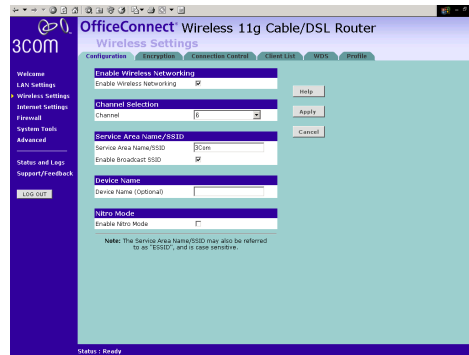 OfficeConnect® Wireless 11g Cable/DSL Router
3COM
Wireless Settings
Configuration Encryption Connection Control Client List WDS Profile
Welcome
LAN Settings
Wireless Settings
Internet Settings
Firewall
System Tools
Advanced
Status and Logs
Support/Feedback
LOG OUT
Enable Wireless Networking
Enable Wireless Networking
Channel Selection
Channel 6
Service Area Name/SSID
Service Area Name/SSID 3Com
Enable Broadcast SSID
Device Name
Device Name (Optional)
Nitro Mode
Enable Nitro Mode
Note: The Service Area Name/SSID may also be referred
to as "ESSID", and is case sensitive.
Help
Apply
Cancel
Status : Ready